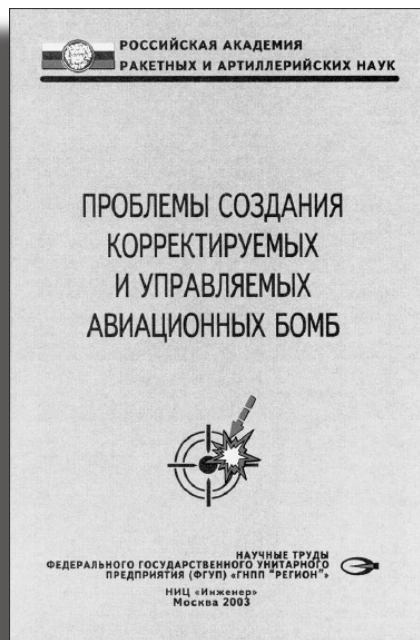 РОССИЙСКАЯ АКАДЕМИЯ
РАКЕТНЫХ И АРТИЛЛЕРИЙСКИХ НАУК
ПРОБЛЕМЫ СОЗДАНИЯ
КОРРЕКТИРУЕМЫХ
И УПРАВЛЯЕМЫХ
АВИАЦИОННЫХ БОМБ
НАУЧНЫЕ ТРУДЫ
ФЕДЕРАЛЬНОГО ГОСУДАРСТВЕННОГО УНИТАРНОГО
ПРЕДПРИЯТИЯ (ФГУП) «ГНПП "РЕГИОН"»
НИЦ «Инженер»
Москва 2003